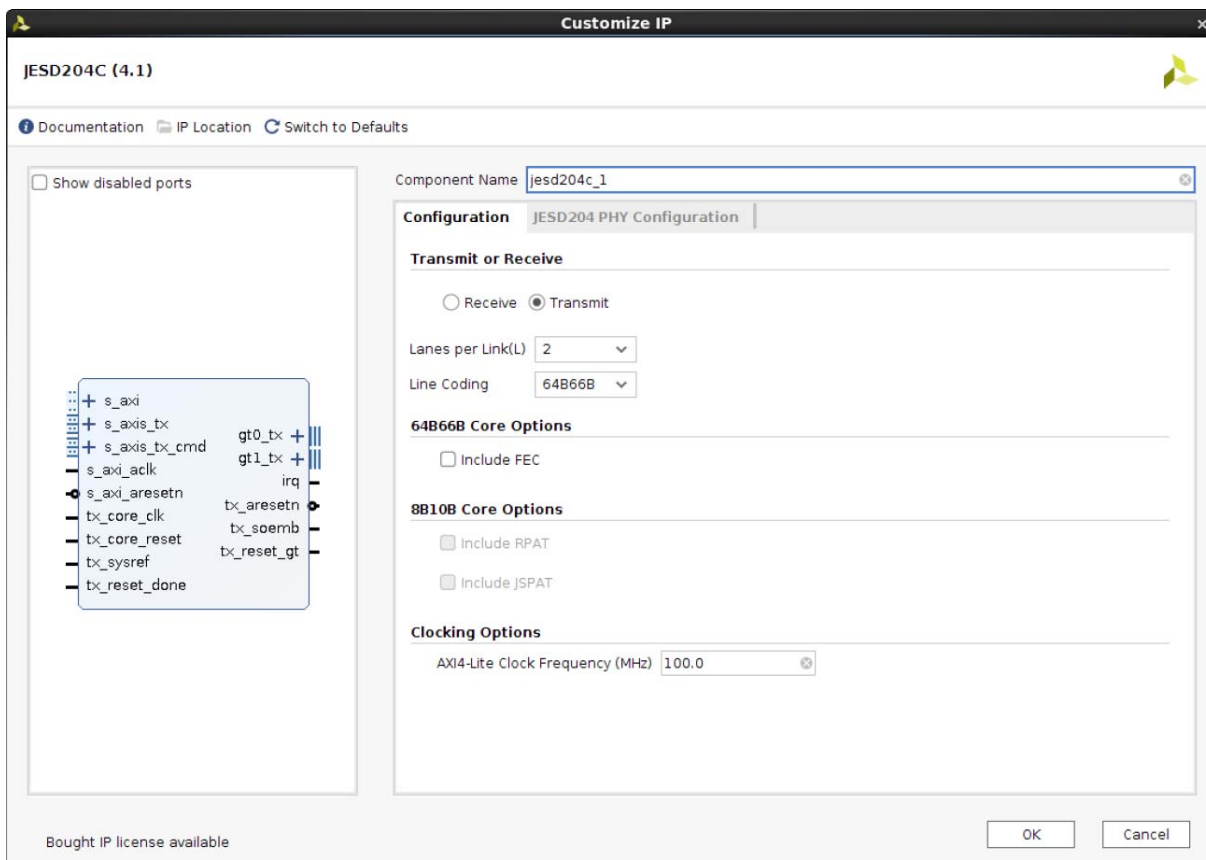 Customize IP
JESD204C (4.1)
Documentation IP Location Switch to Defaults
Show disabled ports
s_axi
s_axis_tx
s_axis_tx_cmd
s_axi_aclk
s_axi_aresetn
tx_core_clk
tx_core_reset
tx_sysref
tx_reset_done
gt0_tx
gt1_tx
irq
tx_aresetn
tx_soemb
tx_reset_gt
Component Name jesd204c_1
Configuration JESD204 PHY Configuration
Transmit or Receive
Receive Transmit
Lanes per Link(L) 2
Line Coding 64B66B
64B66B Core Options
Include FEC
8B10B Core Options
Include RPAT
Include JSPAT
Clocking Options
AXI4-Lite Clock Frequency (MHz) 100.0
Bought IP license available
OK Cancel